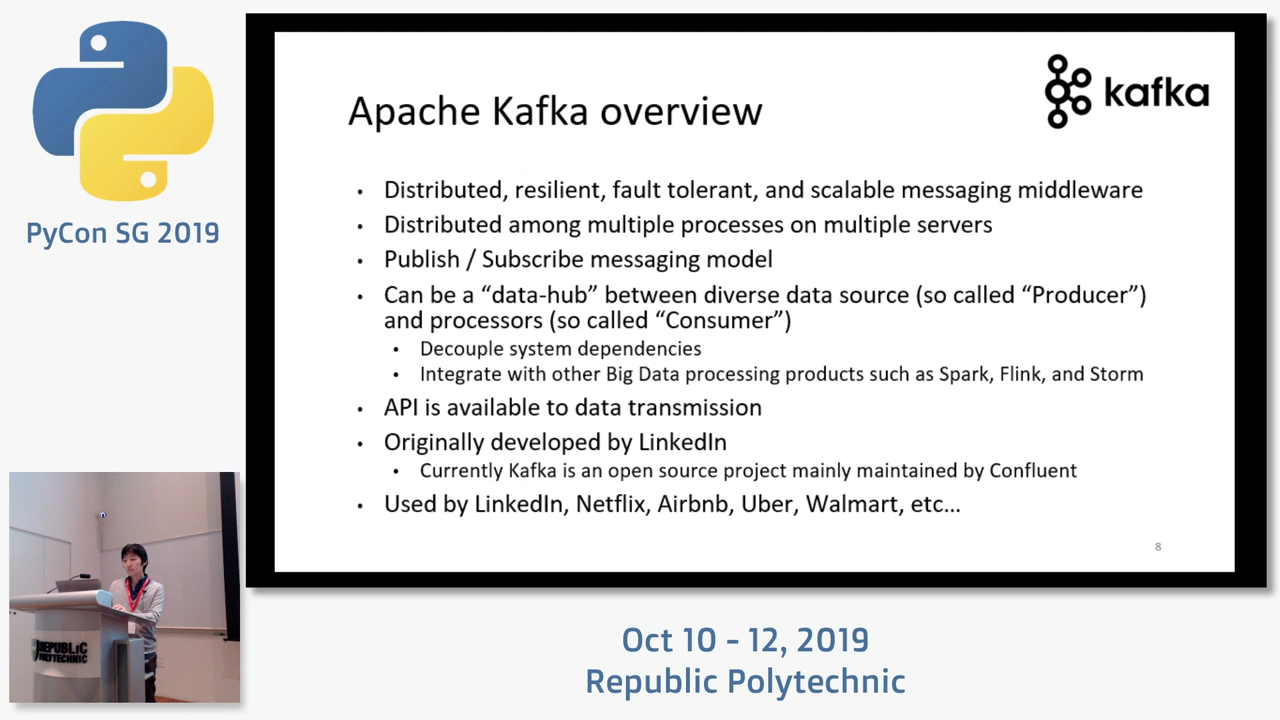 PyCon SG 2019
kafka
Apache Kafka overview
• Distributed, resilient, fault tolerant, and scalable messaging middleware
• Distributed among multiple processes on multiple servers
• Publish / Subscribe messaging model
• Can be a “data-hub” between diverse data source (so called “Producer”)
and processors (so called “Consumer”)
• Decouple system dependencies
• Integrate with other Big Data processing products such as Spark, Flink, and Storm
• API is available to data transmission
• Originally developed by LinkedIn
• Currently Kafka is an open source project mainly maintained by Confluent
• Used by LinkedIn, Netflix, Airbnb, Uber, Walmart, etc…
8
REPUBLIC
POLYTECHNIC
Oct 10 - 12, 2019
Republic Polytechnic